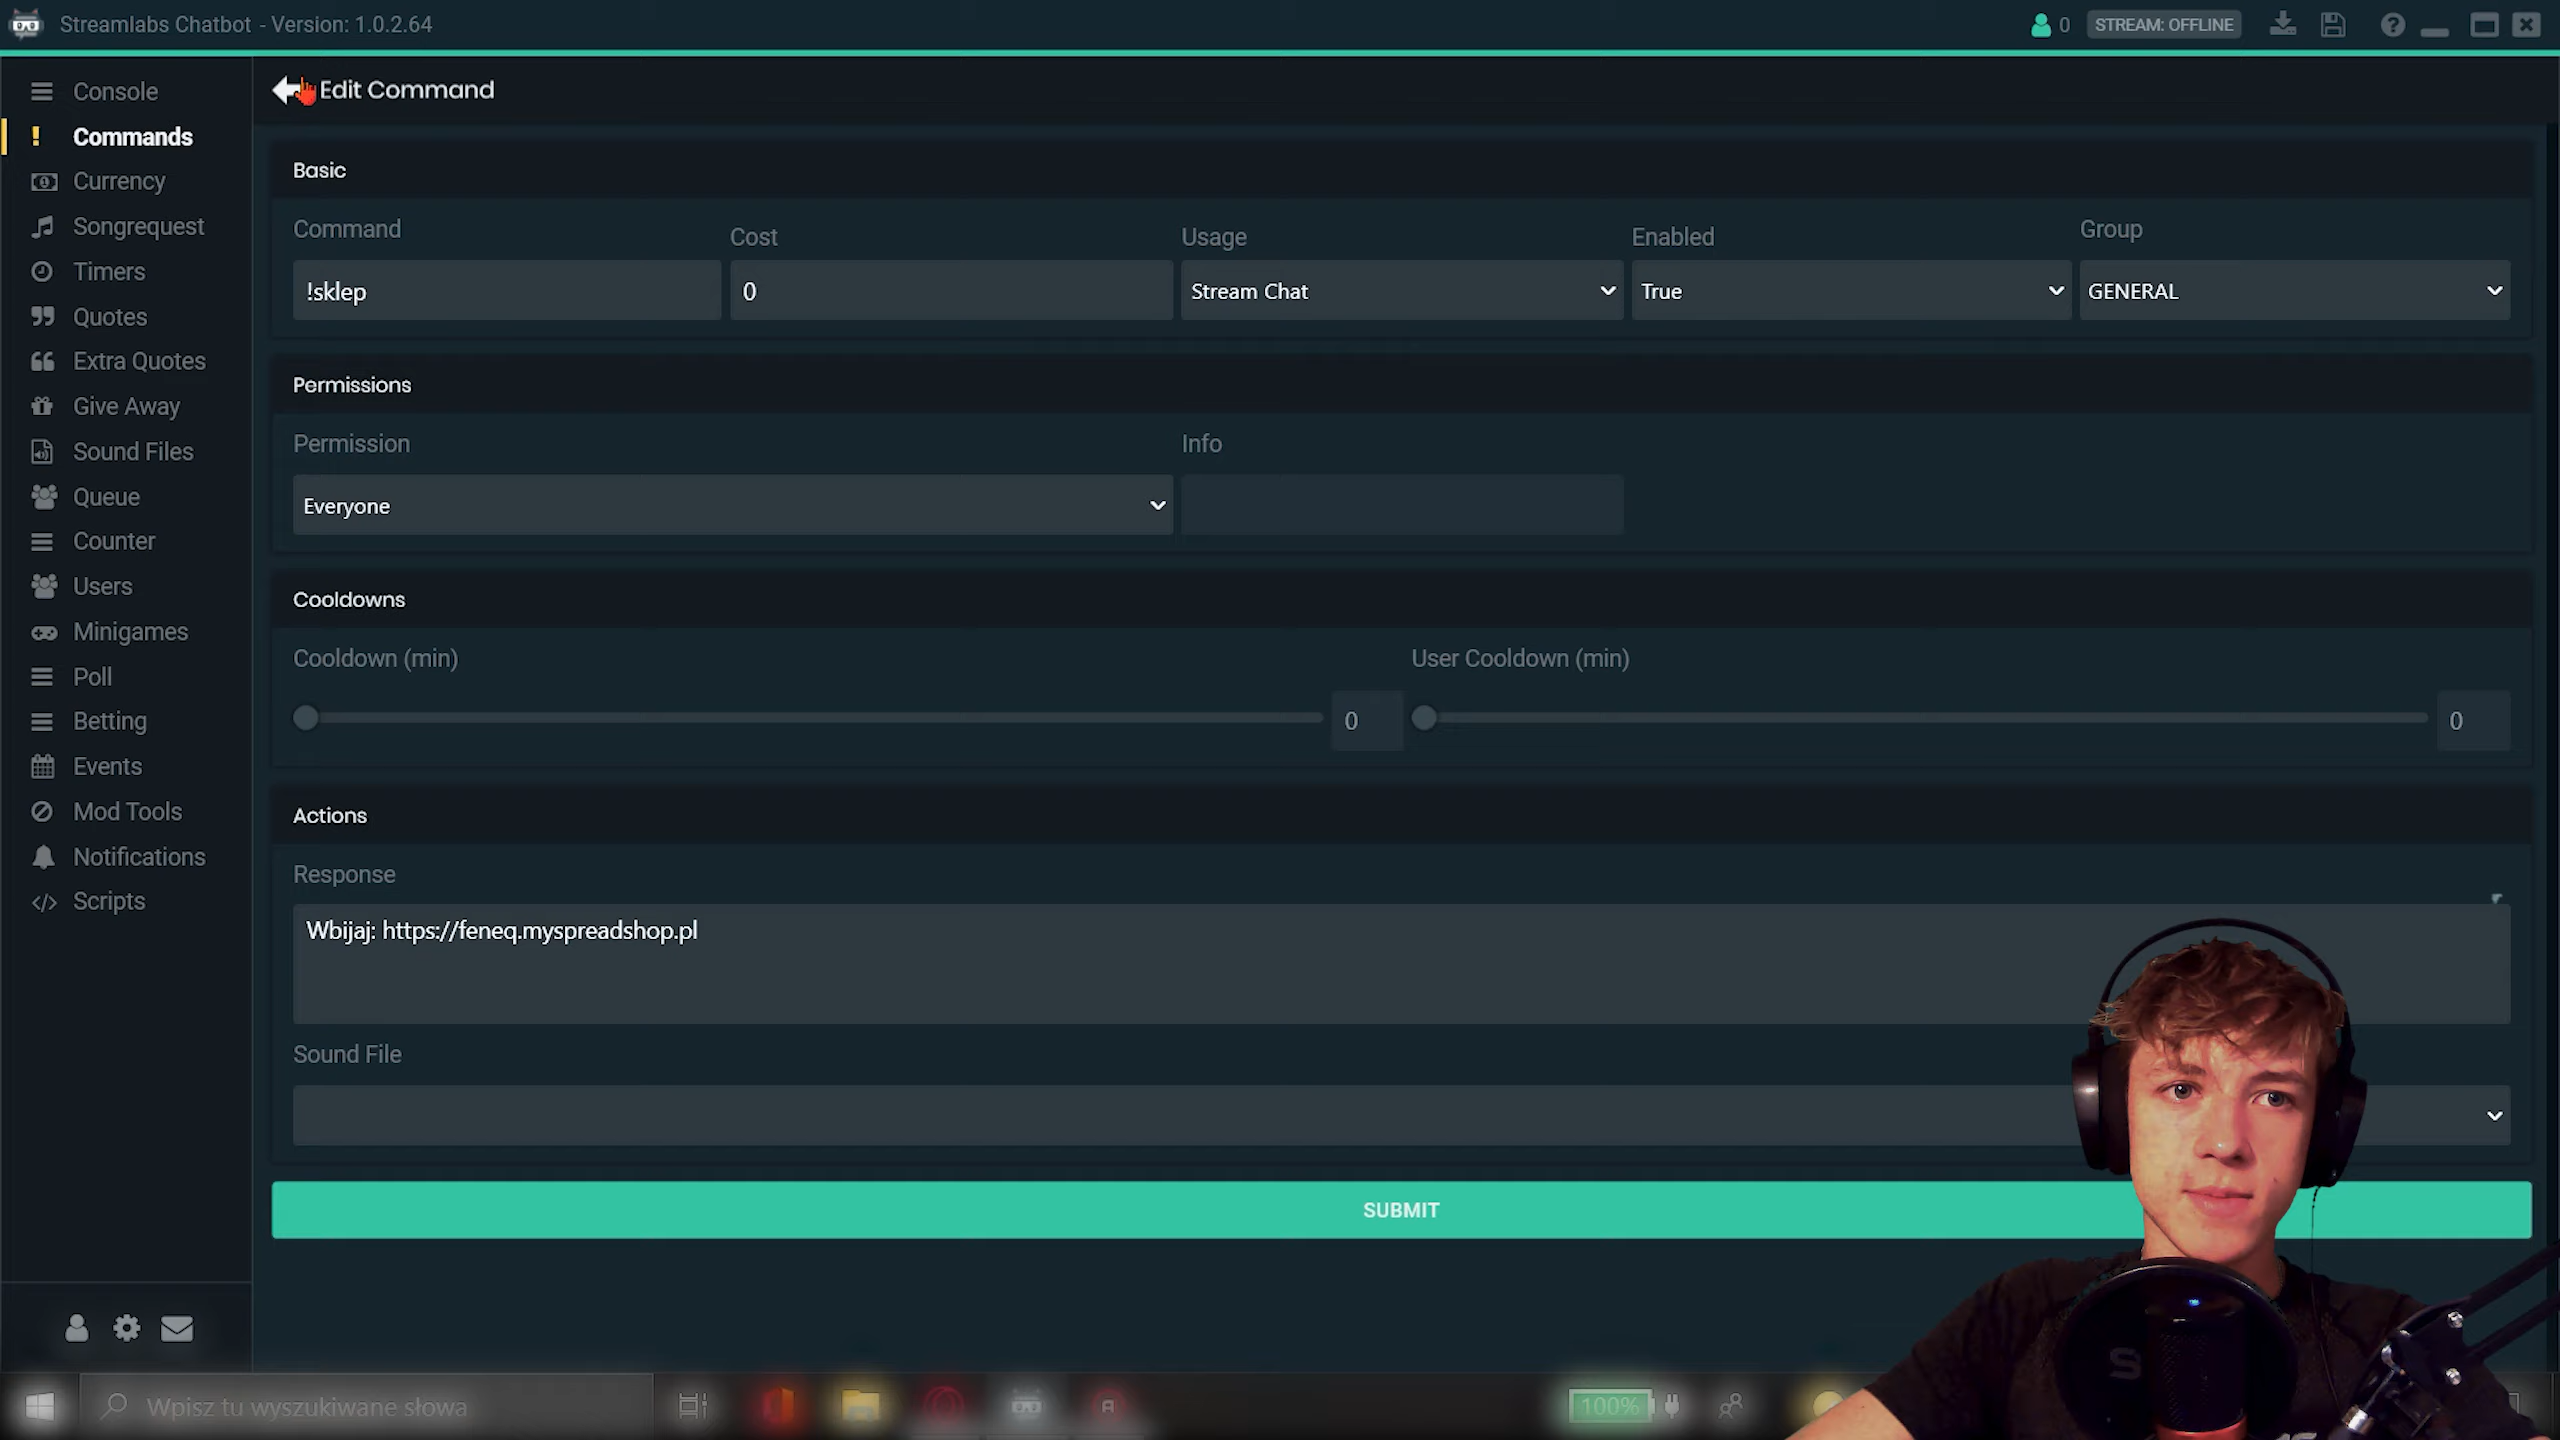 Streamlabs Chatbot - Version: 1.0.2.64
0
STREAM: OFFLINE
Console
Commands
Currency
Songrequest
Timers
Quotes
Extra Quotes
Give Away
Sound Files
Queue
Counter
Users
Minigames
Poll
Betting
Events
Mod Tools
Notifications
Scripts
Edit Command
Basic
Command
Cost
Usage
Enabled
Group
!sklep
0
Stream Chat
True
GENERAL
Permissions
Permission
Info
Everyone
Cooldowns
Cooldown (min)
User Cooldown (min)
0
0
Actions
Response
Wbijaj: https://feneq.myspreadshop.pl
Sound File
SUBMIT
Wpisz tu wyszukiwane słowa
100%